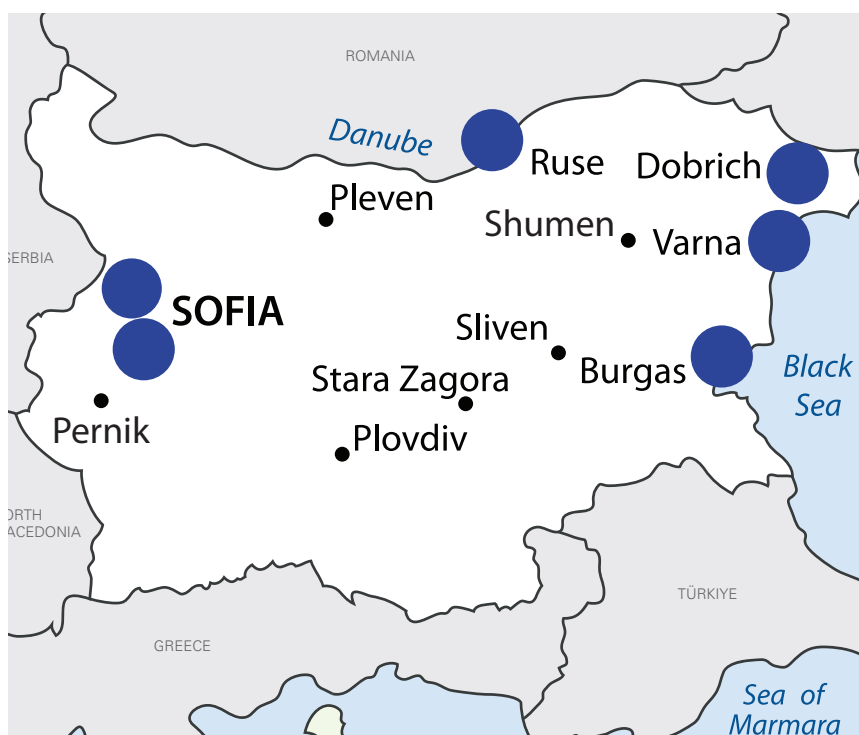 ROMANIA
Danube
Ruse
Dobrich
Pleven
Shumen
Varna
SERBIA
SOFIA
Sliven
Burgas
Black
Sea
Stara Zagora
Pernik
Plovdiv
ORTH
ACEDONIA
TÜRKIYE
GREECE
Sea of
Marmara